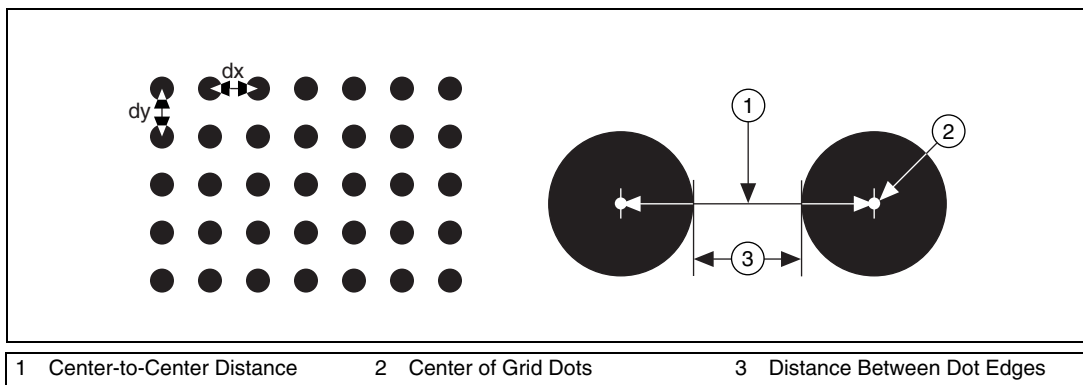 dx
dy
1
2
3
1 Center-to-Center Distance 2 Center of Grid Dots 3 Distance Between Dot Edges